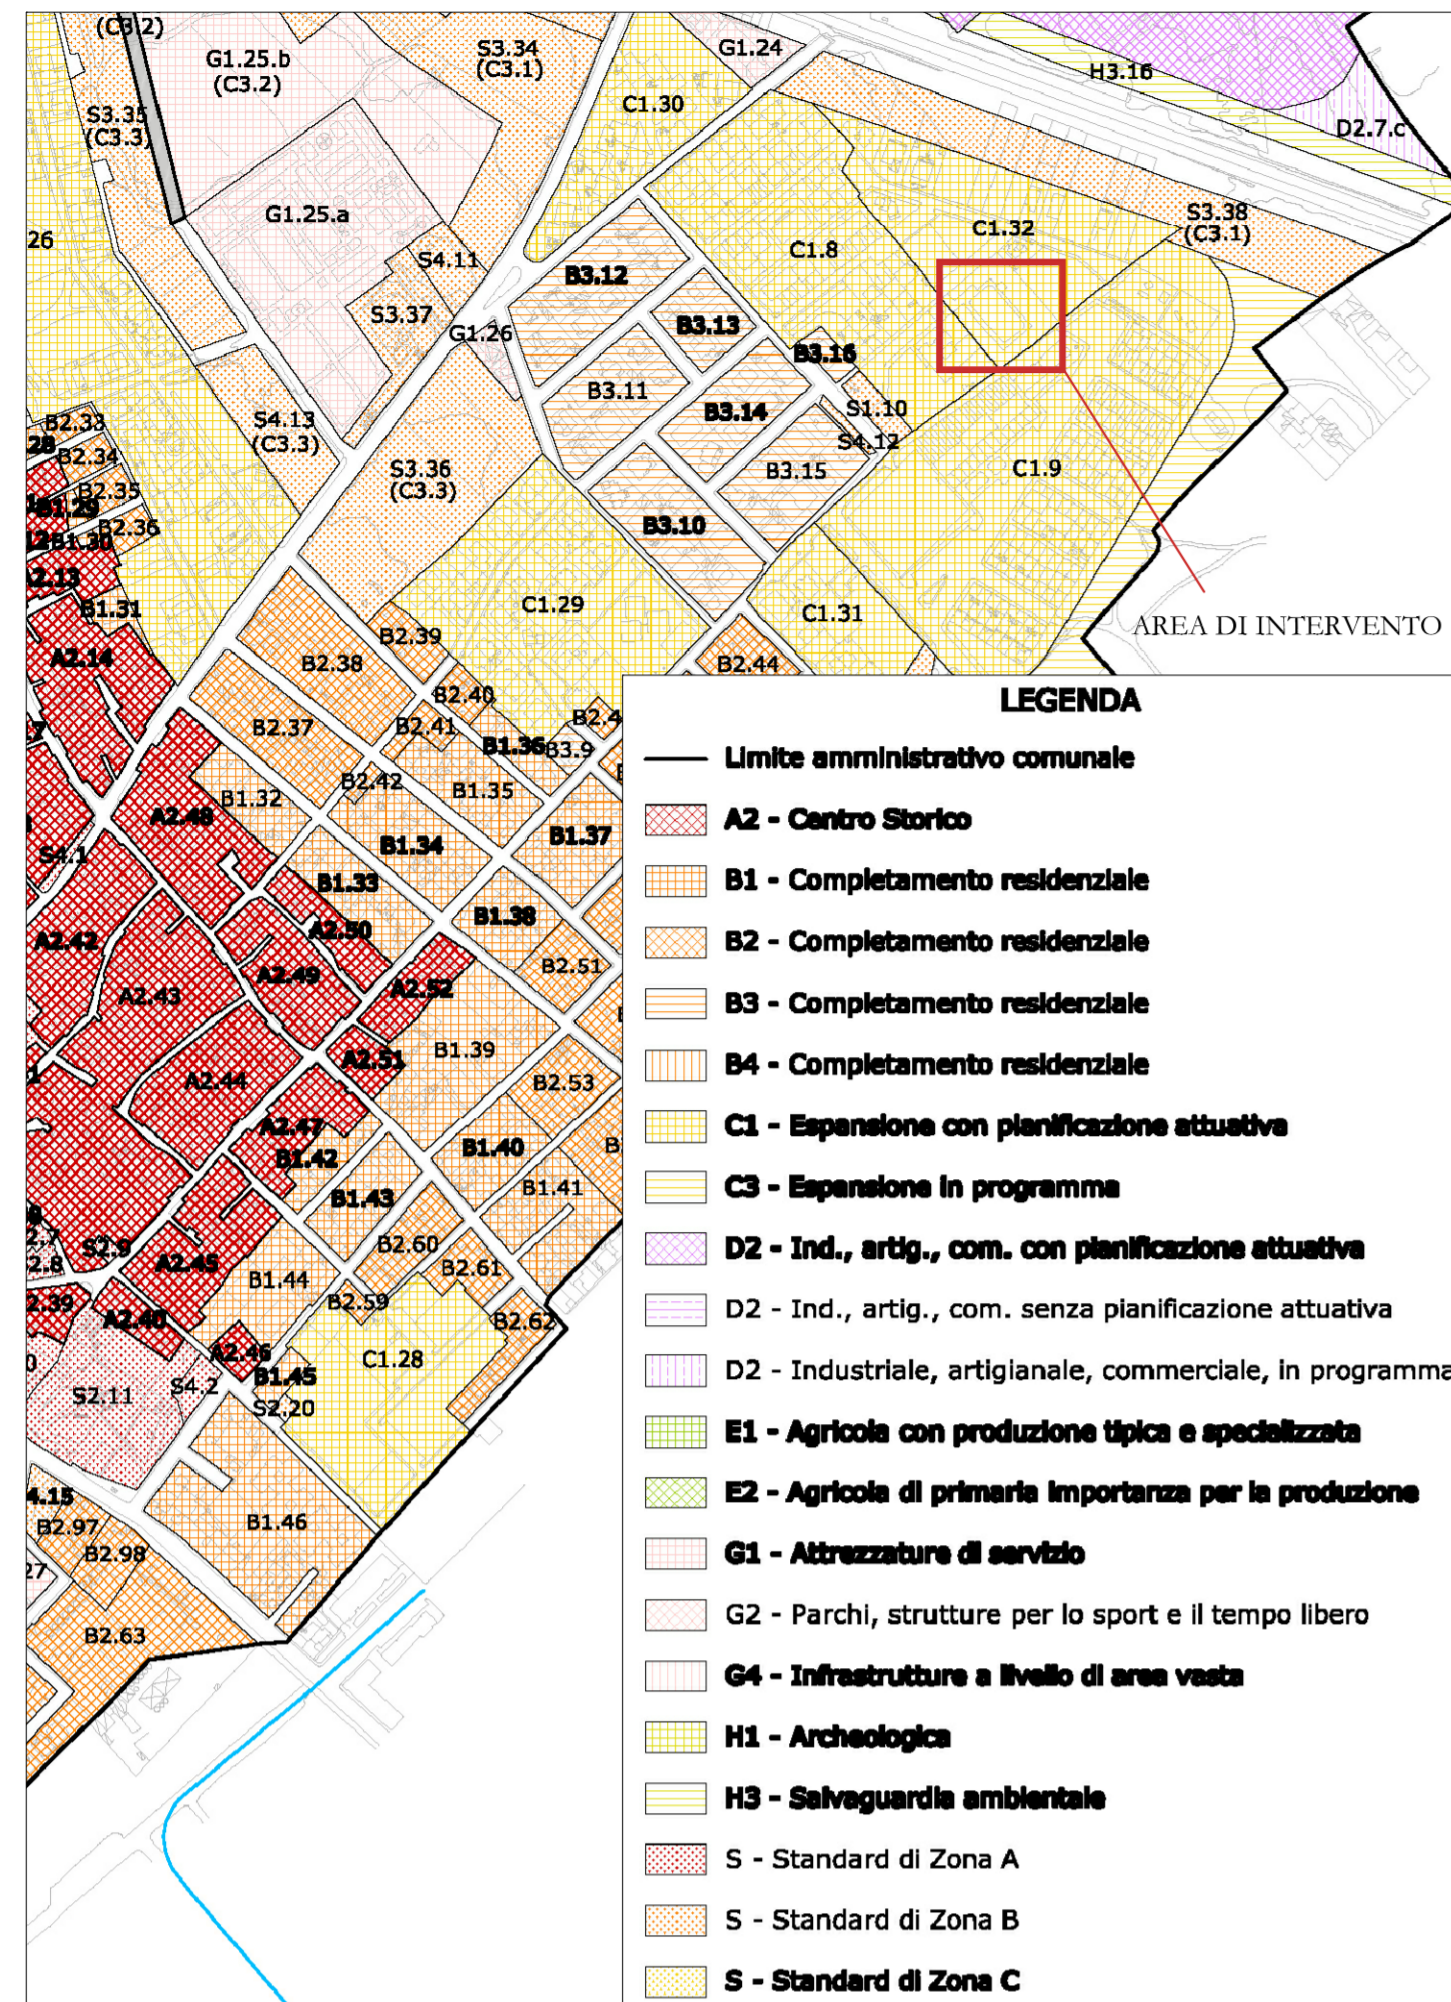 (C3.2)
G1.25.b
(C3.2)
S3.34
(C3.1)
G1.24
H3.16
D2.7.c
S3.35
(C3.3)
C1.30
G1.25.a
26
S4.11
S3.37
G1.26
B3.12
C1.8
C1.32
S3.38
(C3.1)
B3.13
B3.16
B3.11
B3.14
S1.10
S4.12
B3.15
C1.9
S4.13
(C3.3)
S3.36
(C3.3)
B3.10
B2.33
28
B2.34
B2.35
B1.29
B2.36
B1.30
A2.13
B1.31
A2.14
C1.29
C1.31
AREA DI INTERVENTO
B2.39
B2.38
B2.44
B2.40
B2.37
B2.41
B1.36
B3.9
B2.42
B1.35
B1.32
A2.48
B1.34
B1.37
S4.1
B1.33
B1.38
A2.50
A2.42
A2.49
B2.51
A2.43
A2.52
B1.39
A2.51
A2.44
B2.53
A2.47
B1.42
B1.40
B1.43
B1.41
S2.9
A2.45
B2.60
B2.61
B1.44
B2.59
B2.62
2.39
A2.40
A2.46
C1.28
B1.45
S4.2
S2.11
S2.20
4.15
B2.97
B2.98
B1.46
27
B2.63
LEGENDA
Limite amministrativo comunale
A2 - Centro Storico
B1 - Completamento residenziale
B2 - Completamento residenziale
B3 - Completamento residenziale
B4 - Completamento residenziale
C1 - Espansione con pianificazione attuativa
C3 - Espansione in programma
D2 - Ind., artig., com. con pianificazione attuativa
D2 - Ind., artig., com. senza pianificazione attuativa
D2 - Industriale, artigianale, commerciale, in programma
E1 - Agricola con produzione tipica e specializzata
E2 - Agricola di primaria importanza per la produzione
G1 - Attrezzature di servizio
G2 - Parchi, strutture per lo sport e il tempo libero
G4 - Infrastrutture a livello di area vasta
H1 - Archeologica
H3 - Salvaguardia ambientale
S - Standard di Zona A
S - Standard di Zona B
S - Standard di Zona C